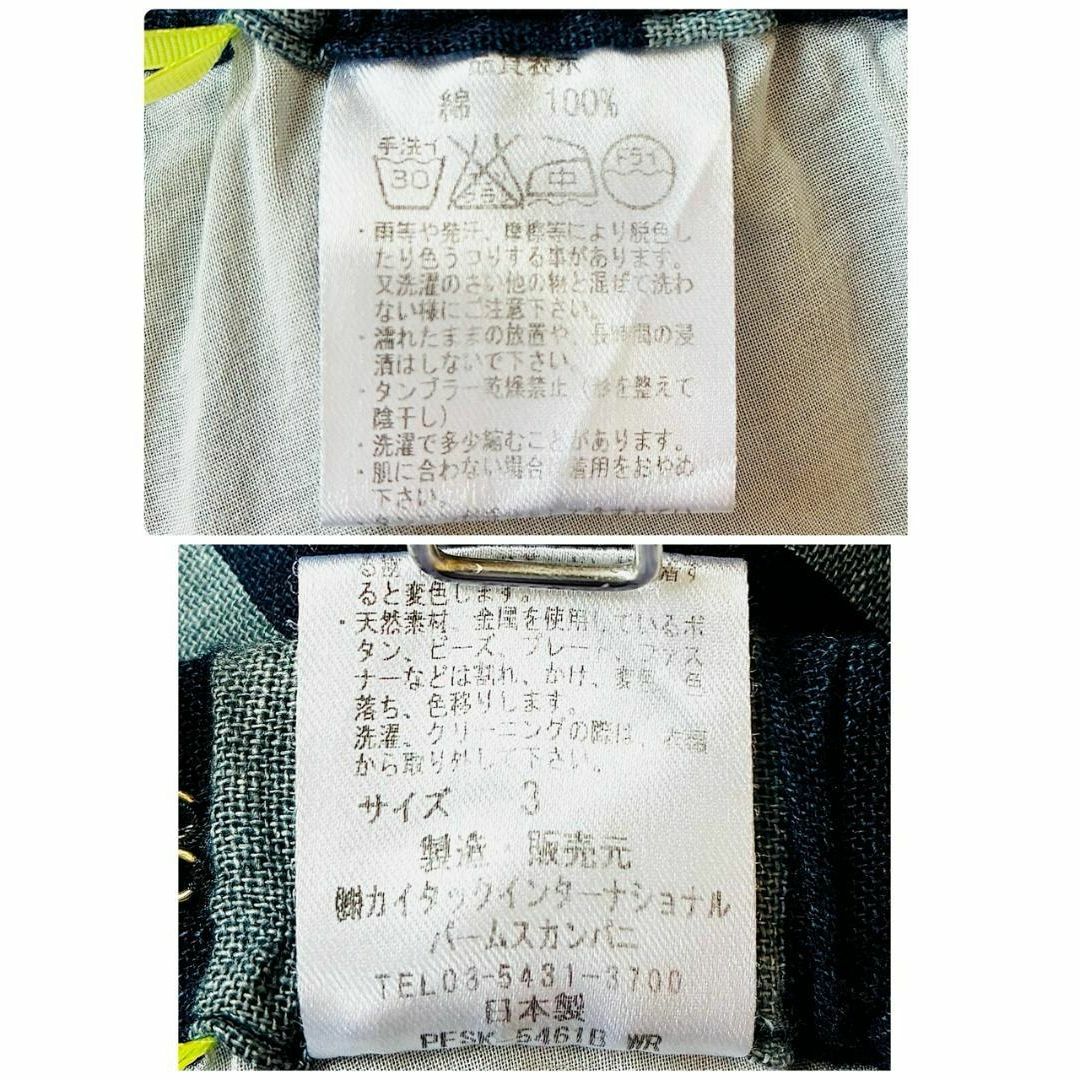 品質表示
綿 100%
手洗イ
30
エンソサラシ
中
ドライ
・雨等や発汗、摩擦等により脱色し
たり色うつりする事があります。
又洗濯のさい他の物と混ぜて洗わ
ない様にご注意下さい。
・濡れたままの放置や、長時間の浸
漬はしないで下さい。
・タンブラー乾燥禁止(形を整えて
陰干し)
・洗濯で多少縮むことがあります。
・肌に合わない場合は着用をおやめ
下さい。
ると変色します。
・天然素材、金属を使用しているボ
タン、ビーズ、ブレード、ファス
ナーなどは割れ、かけ、変色、色
落ち、色移りします。
洗濯、クリーニングの際は、衣服
から取り外して下さい。
サイズ 3
製造・販売元
㈱カイタックインターナショナル
パームスカンパニ
TEL03-5431-3700
日本製
PFSK-5461B WR